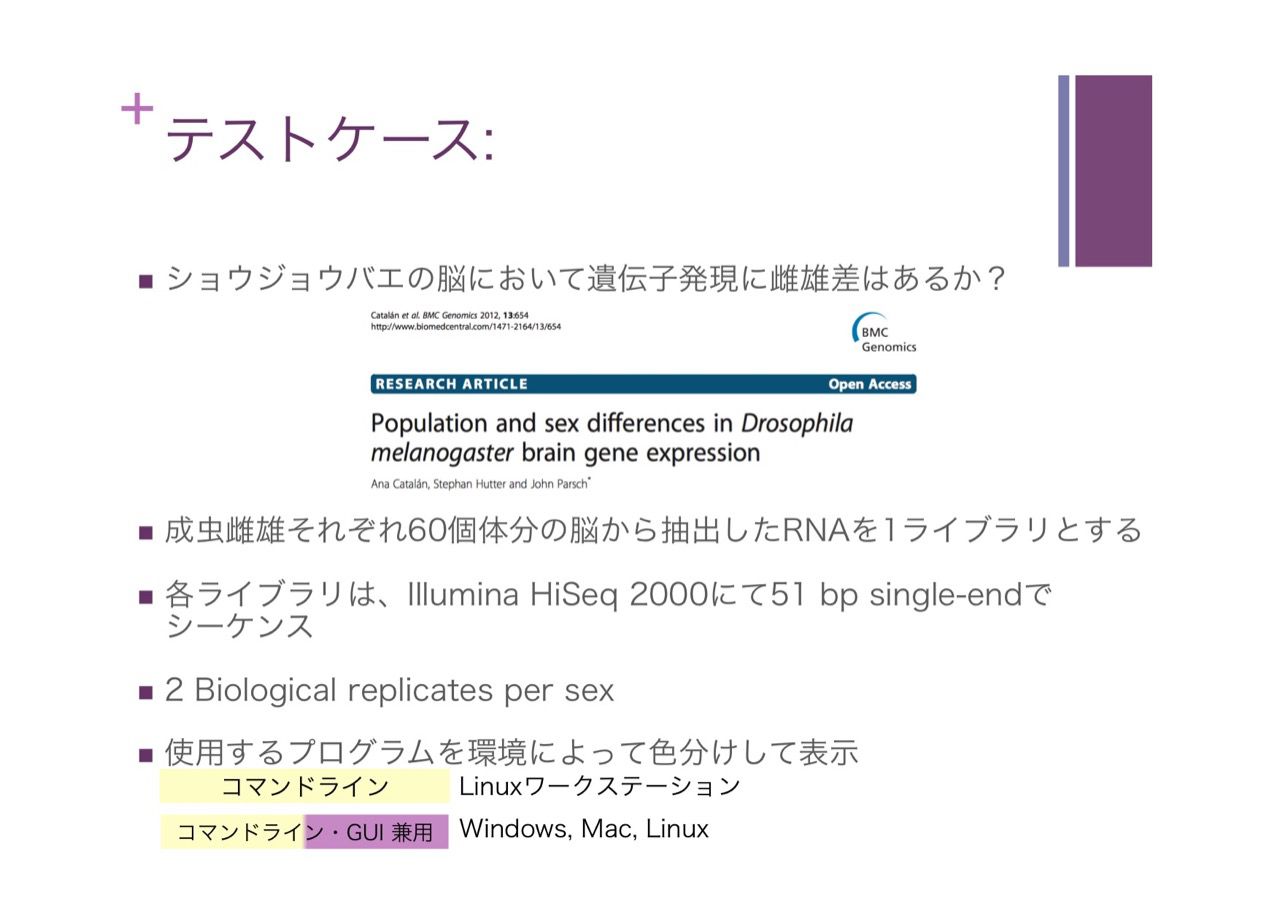 +
テストケース:
■ ショウジョウバエの脳において遺伝子発現に雌雄差はあるか？
Catalán et al. BMC Genomics 2012, 13:654
http://www.biomedcentral.com/1471-2164/13/654
BMC
Genomics
RESEARCH ARTICLE Open Access
Population and sex differences in Drosophila
melanogaster brain gene expression
Ana Catalán, Stephan Hutter and John Parsch*
■ 成虫雌雄それぞれ60個体分の脳から抽出したRNAを1ライブラリとする
■ 各ライブラリは、Illumina HiSeq 2000にて51 bp single-endで
シーケンス
■ 2 Biological replicates per sex
■ 使用するプログラムを環境によって色分けして表示
コマンドライン Linuxワークステーション
コマンドライン・GUI 兼用 Windows, Mac, Linux